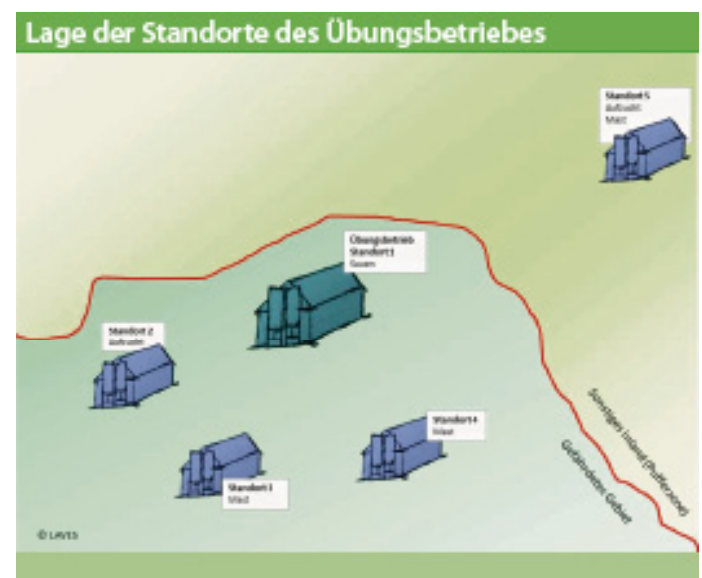 Lage der Standorte des Übungsbetriebes
Standort 5
Aufzucht
Mast
Übungsbetrieb
Standort 1
Sauen
Standort 2
Aufzucht
Standort 4
Mast
Standort 3
Mast
Sonstiges Inland (Pufferzone)
Gefährdetes Gebiet
© LAVES